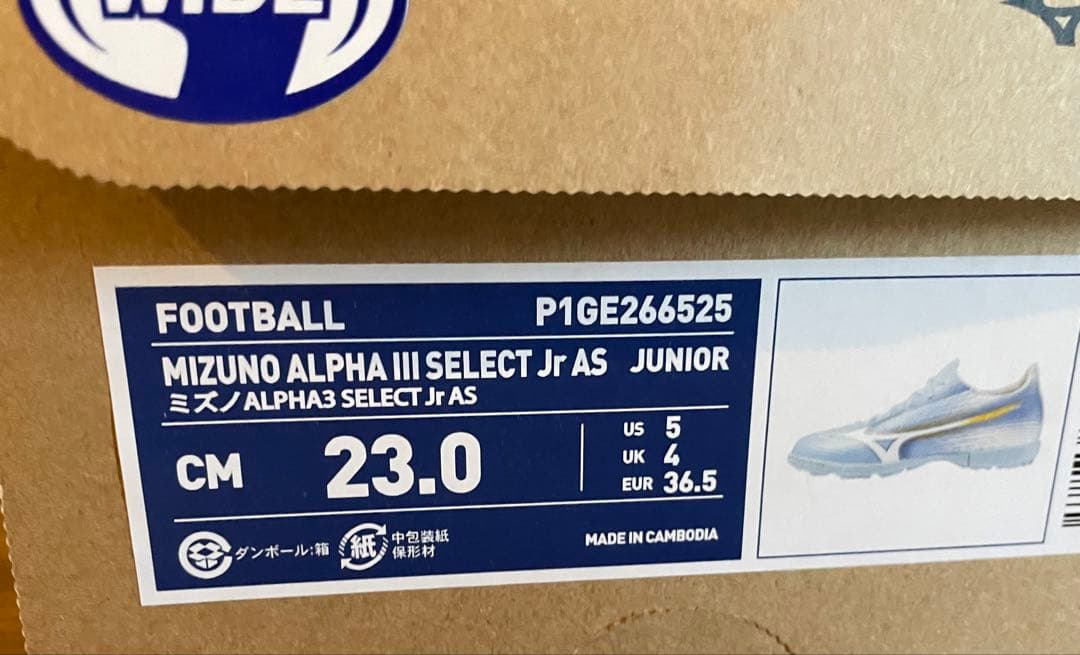 WIDE
FOOTBALL P1GE266525
MIZUNO ALPHA III SELECT Jr AS JUNIOR
ミズノALPHA3 SELECT Jr AS
CM 23.0
US 5
UK 4
EUR 36.5
ダンボール:箱
紙
中包装紙
保形材
MADE IN CAMBODIA